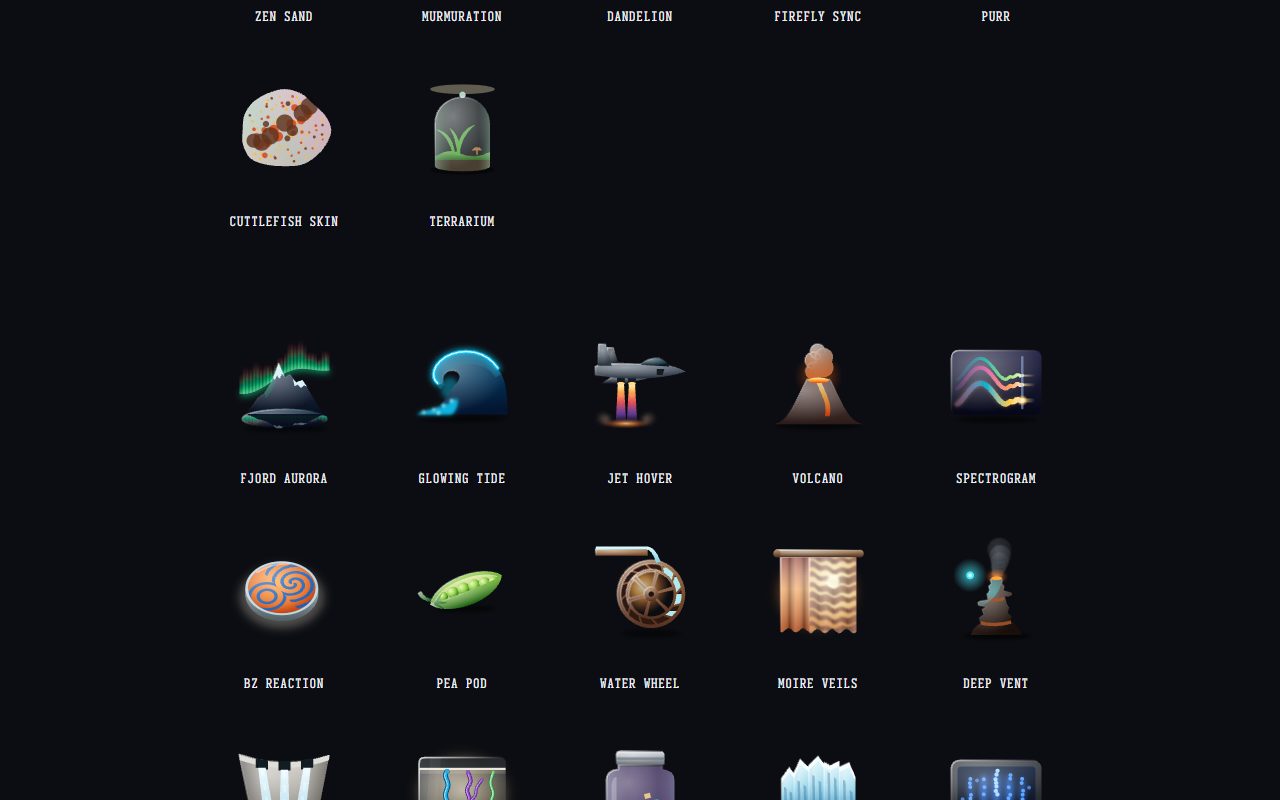 ZEN SAND
MURMURATION
DANDELION
FIREFLY SYNC
PURR
CUTTLEFISH SKIN
TERRARIUM
FJORD AURORA
GLOWING TIDE
JET HOVER
VOLCANO
SPECTROGRAM
BZ REACTION
PEA POD
WATER WHEEL
MOIRE VEILS
DEEP VENT